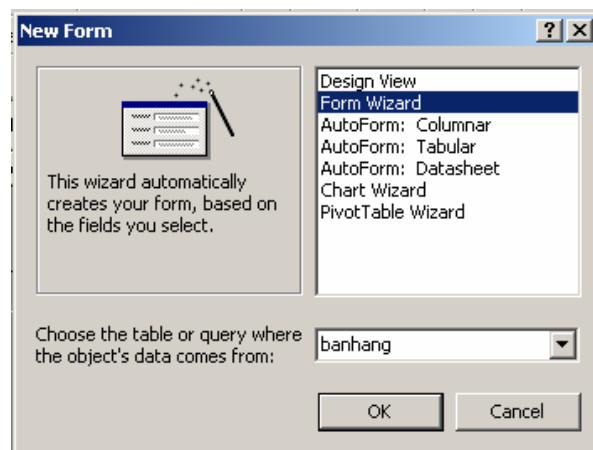 New Form
This wizard automatically
creates your form, based on
the fields you select.
Design View
Form Wizard
AutoForm: Columnar
AutoForm: Tabular
AutoForm: Datasheet
Chart Wizard
PivotTable Wizard
Choose the table or query where
the object's data comes from:
banhang
OK
Cancel